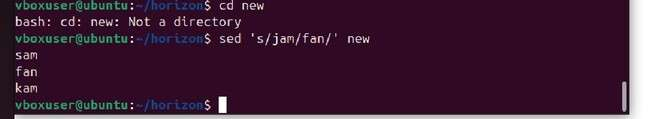 vboxuser@ubuntu:~/horizon$ cd new
bash: cd: new: Not a directory
vboxuser@ubuntu:~/horizon$ sed 's/jam/fan/' new
sam
fan
kam
vboxuser@ubuntu:~/horizon$